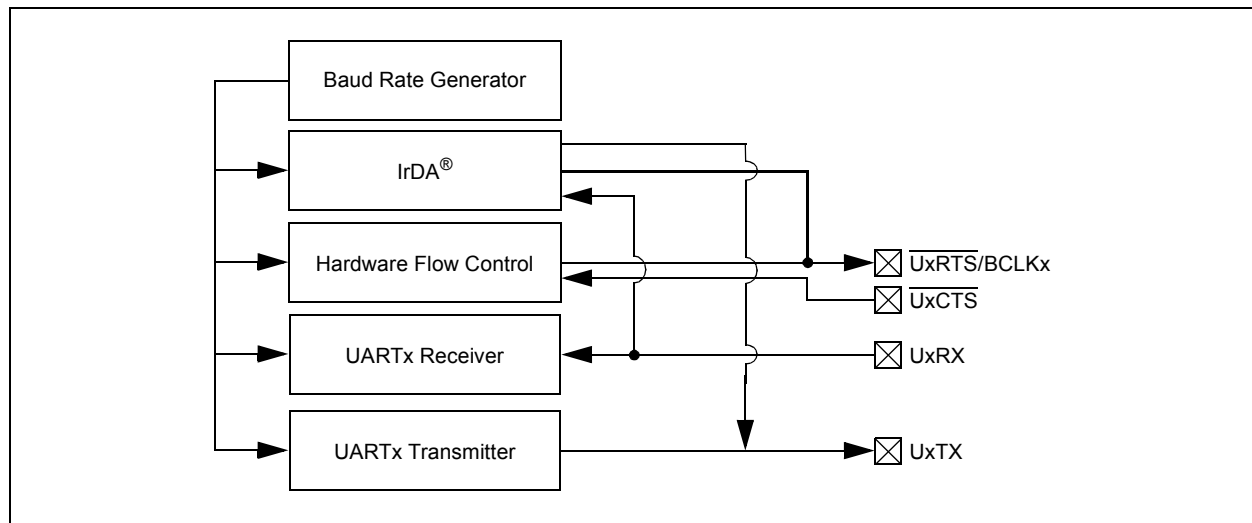 Baud Rate Generator
IrDA®
Hardware Flow Control
UxRTS/BCLKx
UxCTS
UARTx Receiver
UxRX
UARTx Transmitter
UxTX